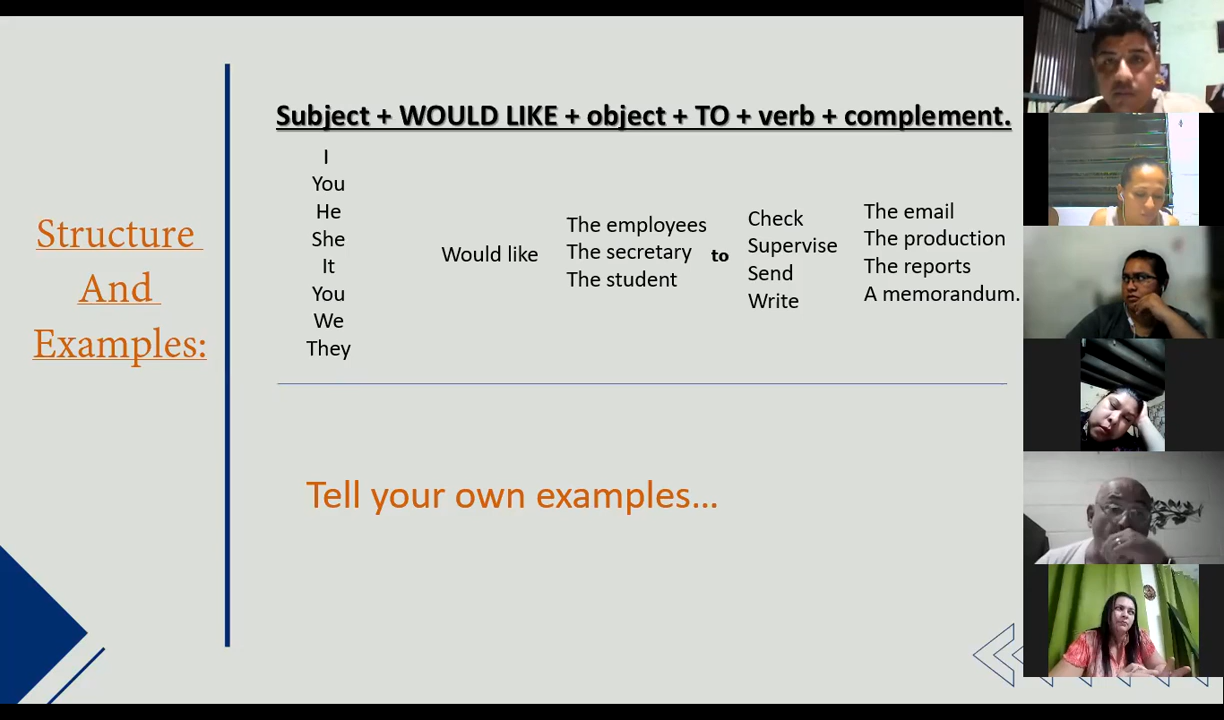 Structure
And
Examples:
Subject + WOULD LIKE + object + TO + verb + complement.
I
You
He
She
It
You
We
They
Would like
The employees
The secretary
The student
to
Check
Supervise
Send
Write
The email
The production
The reports
A memorandum.
Tell your own examples...